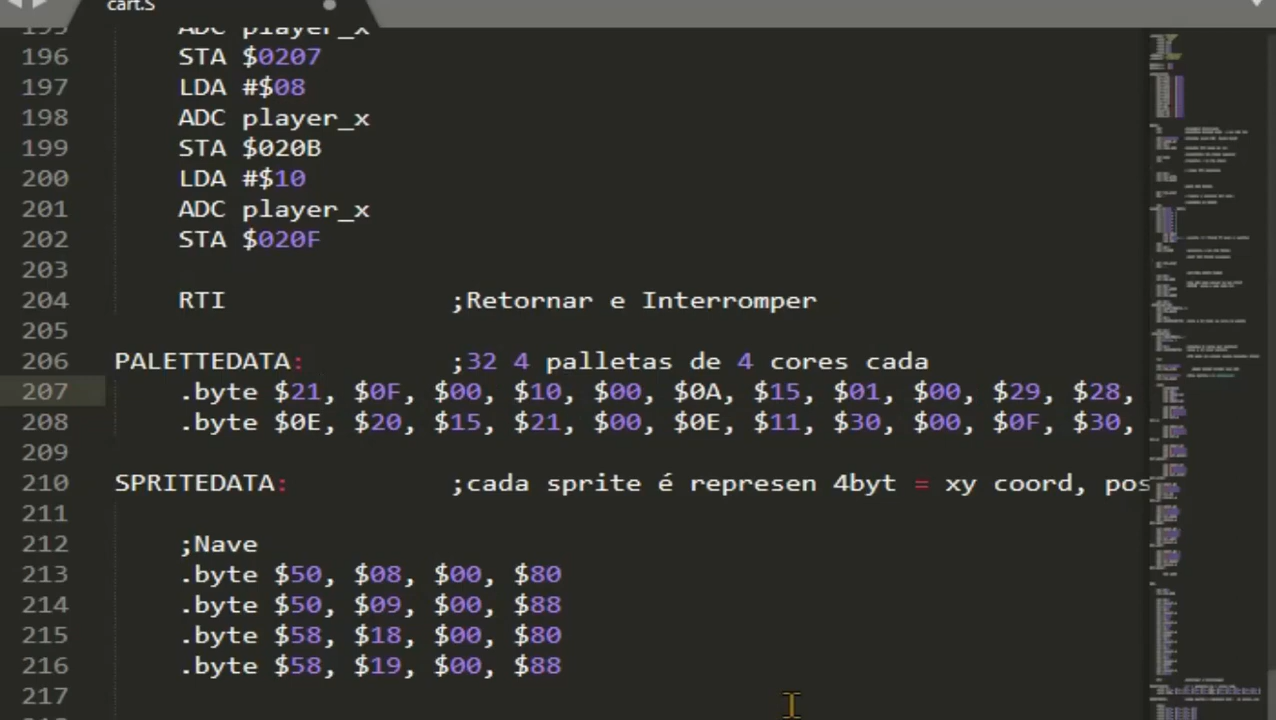 cart.S
195 ADC player_x
196 STA $0207
197 LDA #$08
198 ADC player_x
199 STA $020B
200 LDA #$10
201 ADC player_x
202 STA $020F
203
204 RTI ;Retornar e Interromper
205
206 PALETTEDATA: ;32 4 palletas de 4 cores cada
207 .byte $21, $0F, $00, $10, $00, $0A, $15, $01, $00, $29, $28,
208 .byte $0E, $20, $15, $21, $00, $0E, $11, $30, $00, $0F, $30,
209
210 SPRITEDATA: ;cada sprite é represen 4byt = xy coord, pos
211
212 ;Nave
213 .byte $50, $08, $00, $80
214 .byte $50, $09, $00, $88
215 .byte $58, $18, $00, $80
216 .byte $58, $19, $00, $88
217